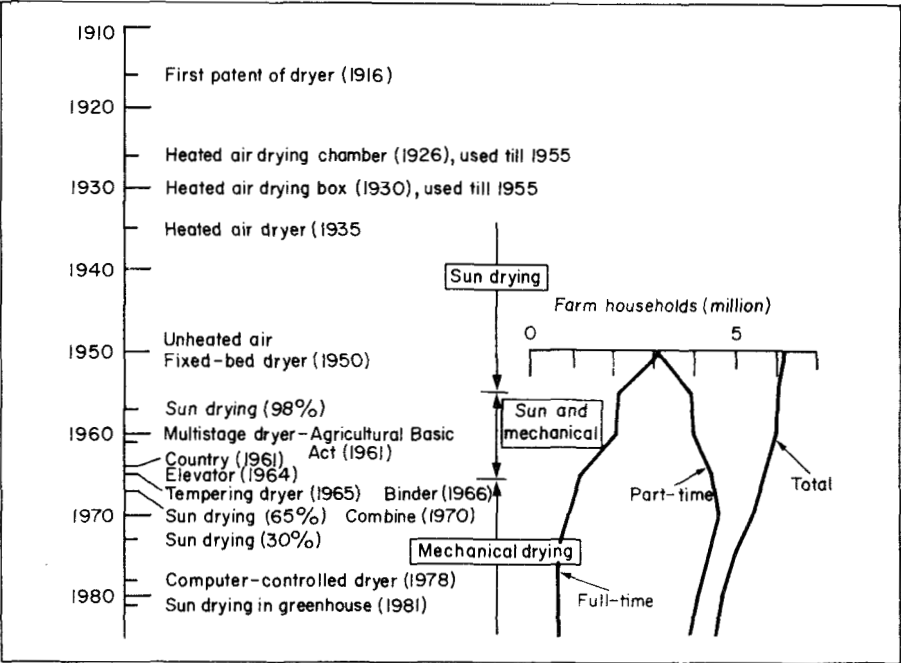 1910
First patent of dryer (1916)
1920
Heated air drying chamber (1926), used till 1955
1930
Heated air drying box (1930), used till 1955
Heated air dryer (1935
1940
Sun drying
Farm households (million)
0
5
Unheated air
1950
Fixed-bed dryer (1950)
Sun drying (98%)
Sun and
mechanical
1960
Multistage dryer-Agricultural Basic
Act (1961)
Country (1961)
Elevator (1964)
Tempering dryer (1965) Binder (1966)
Part-time
Total
1970
Sun drying (65%) Combine (1970)
Sun drying (30%)
Mechanical drying
Computer-controlled dryer (1978)
1980
Sun drying in greenhouse (1981)
Full-time